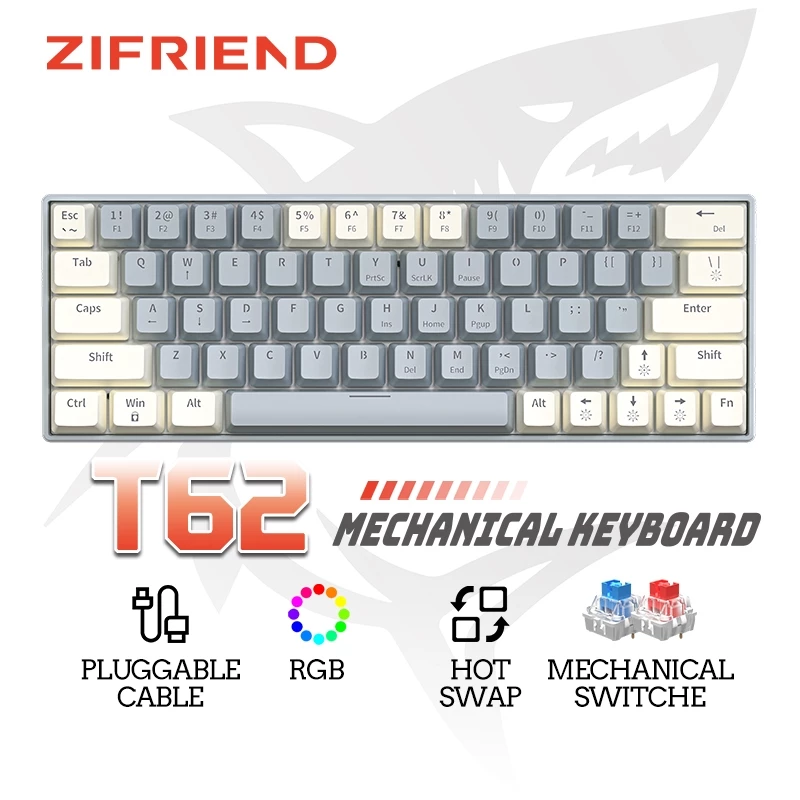 ZIFRIEND
Esc 1! 2@ 3# 4$ 5% 6^ 7& 8* 9( 0) -_ =+ ←
`~ F1 F2 F3 F4 F5 F6 F7 F8 F9 F10 F11 F12 Del
Tab Q W E R T Y U I O P {[ }] \|
↑ PrtSc ScrLK Pause
Caps A S D F G H J K L ;: '" Enter
← ↓ → Ins Home Pgup
Shift Z X C V B N M ,< .> /? ↑ Shift
Del End PgDn
Ctrl Win Alt Alt ← ↓ → Fn
T62
MECHANICAL KEYBOARD
PLUGGABLE
CABLE
RGB
HOT
SWAP
MECHANICAL
SWITCHE